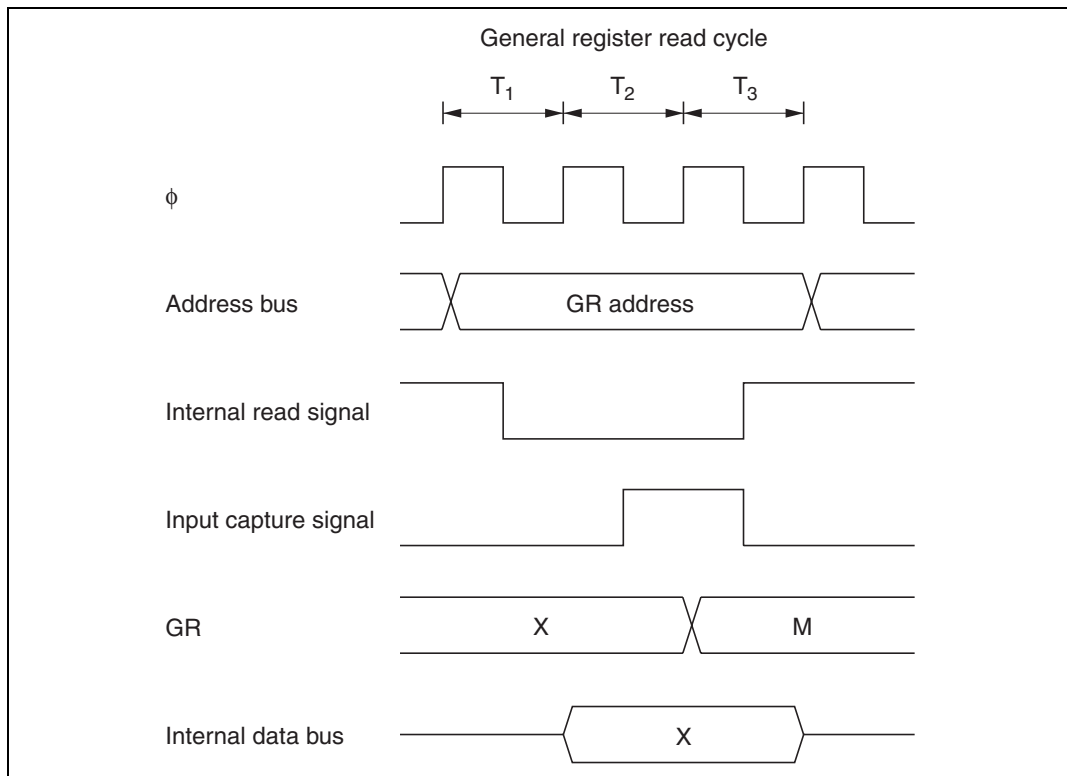 General register read cycle
T₁ T₂ T₃
ϕ
Address bus GR address
Internal read signal
Input capture signal
GR X M
Internal data bus X